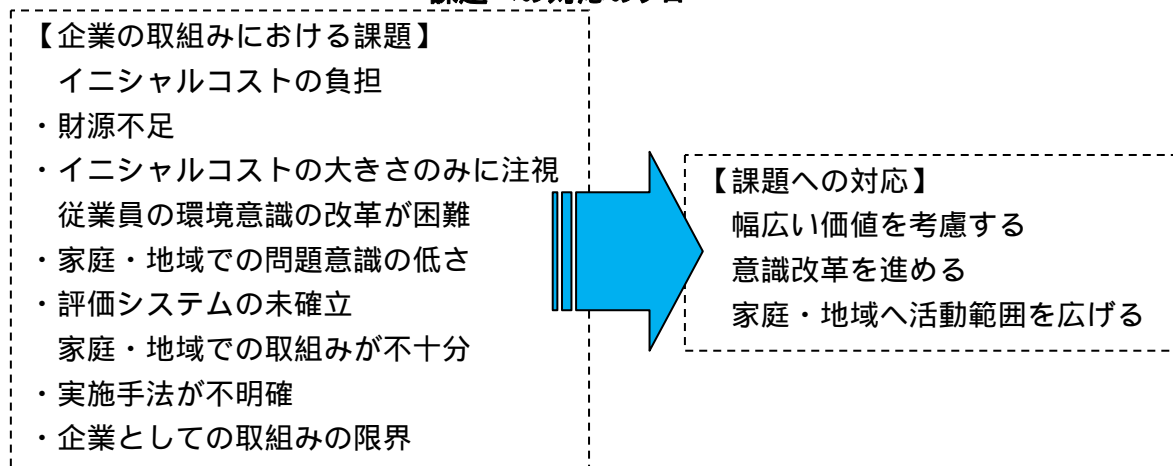 【企業の取組みにおける課題】
イニシャルコストの負担
・財源不足
・イニシャルコストの大きさのみに注視
従業員の環境意識の改革が困難
・家庭・地域での問題意識の低さ
・評価システムの未確立
家庭・地域での取組みが不十分
・実施手法が不明確
・企業としての取組みの限界
【課題への対応】
幅広い価値を考慮する
意識改革を進める
家庭・地域へ活動範囲を広げる